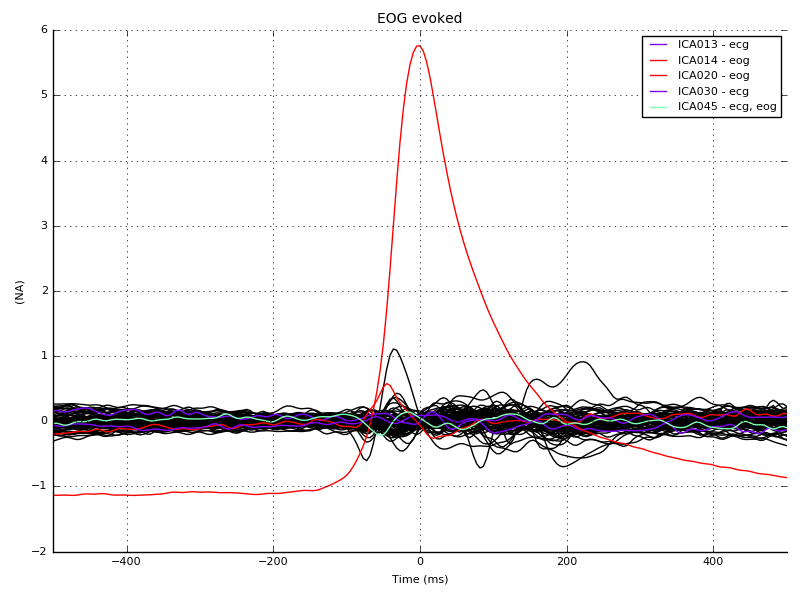 EOG evoked
ICA013 - ecg
ICA014 - eog
ICA020 - eog
ICA030 - ecg
ICA045 - ecg, eog
6
5
4
3
2
1
0
−1
−2
(NA)
−400
−200
0
200
400
Time (ms)